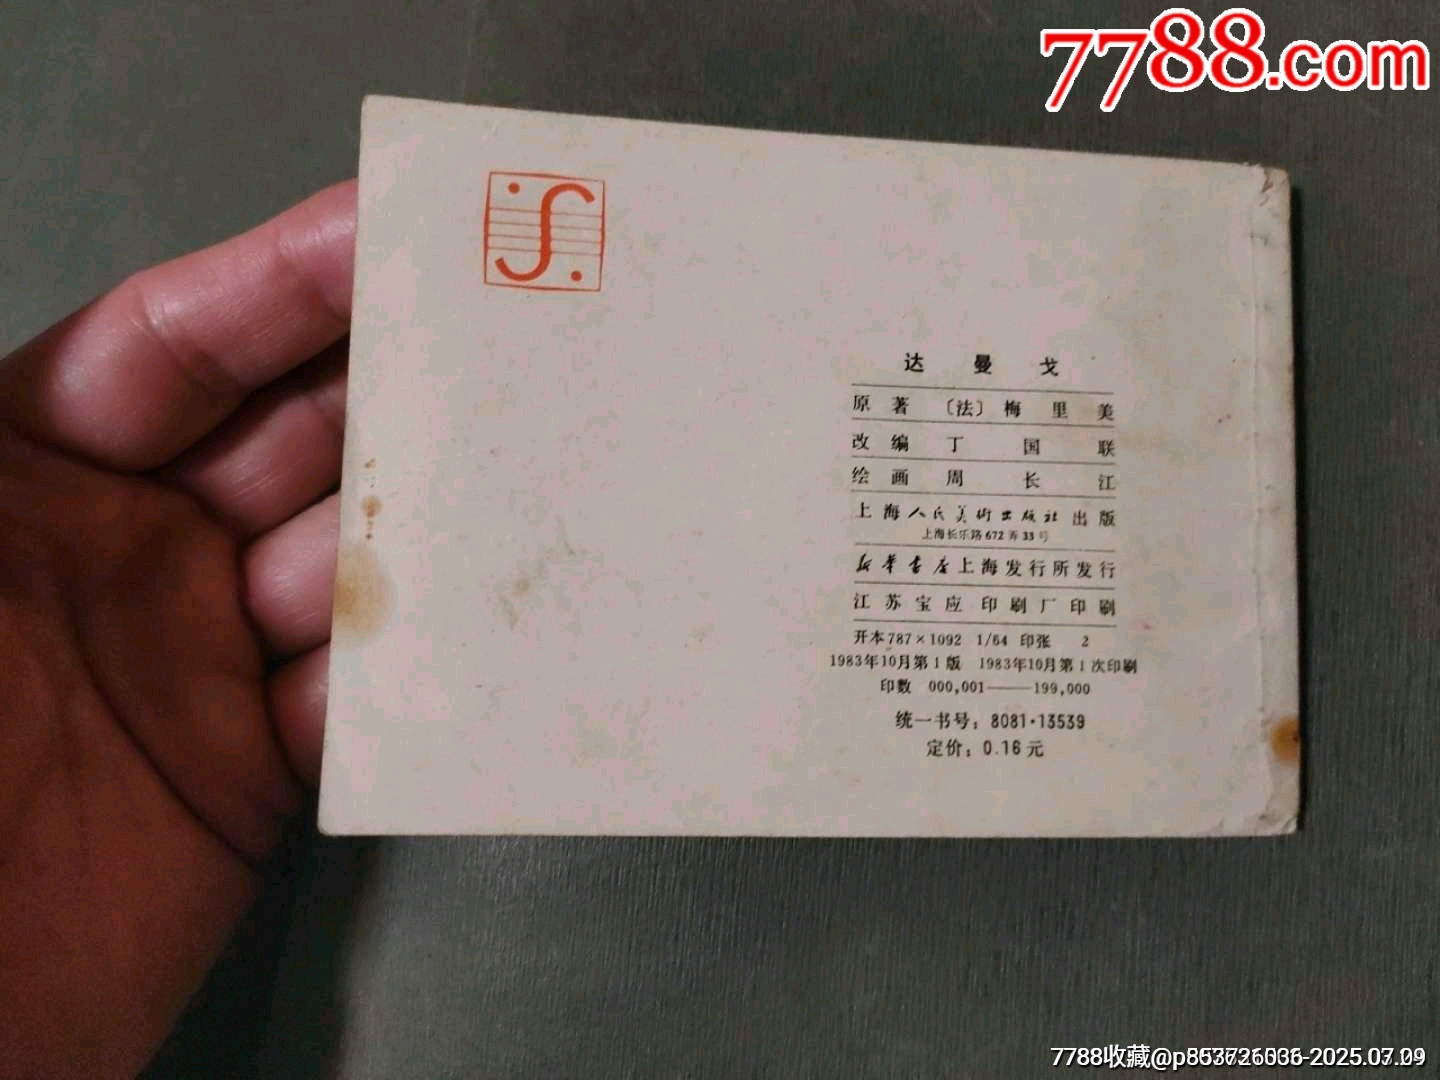 7788.com
达曼戈
原著 〔法〕梅里美
改编 丁国联
绘画 周长江
上海人民美術出版社出版
上海长乐路672弄33号
新华书店上海发行所发行
江苏宝应印刷厂印刷
开本787×1092 1/64 印张 2
1983年10月第1版 1983年10月第1次印刷
印数 000,001——199,000
统一书号：8081·13539
定价：0.16元